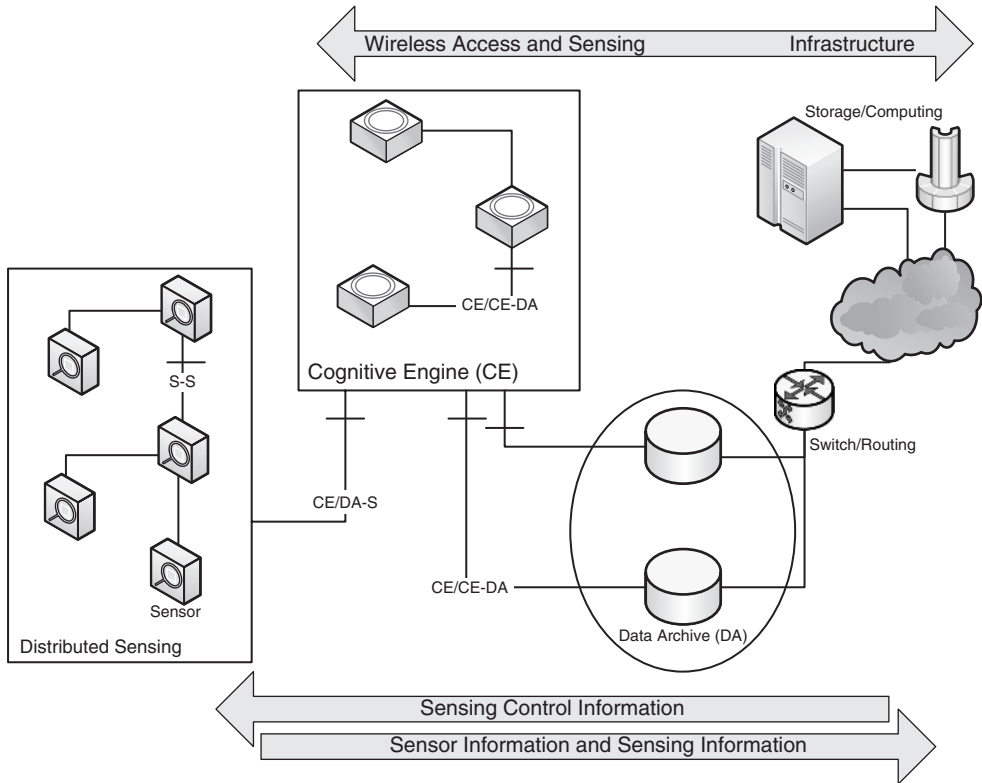 Wireless Access and Sensing
Infrastructure
Storage/Computing
CE/CE-DA
Cognitive Engine (CE)
S-S
Switch/Routing
CE/DA-S
CE/CE-DA
Sensor
Data Archive (DA)
Distributed Sensing
Sensing Control Information
Sensor Information and Sensing Information